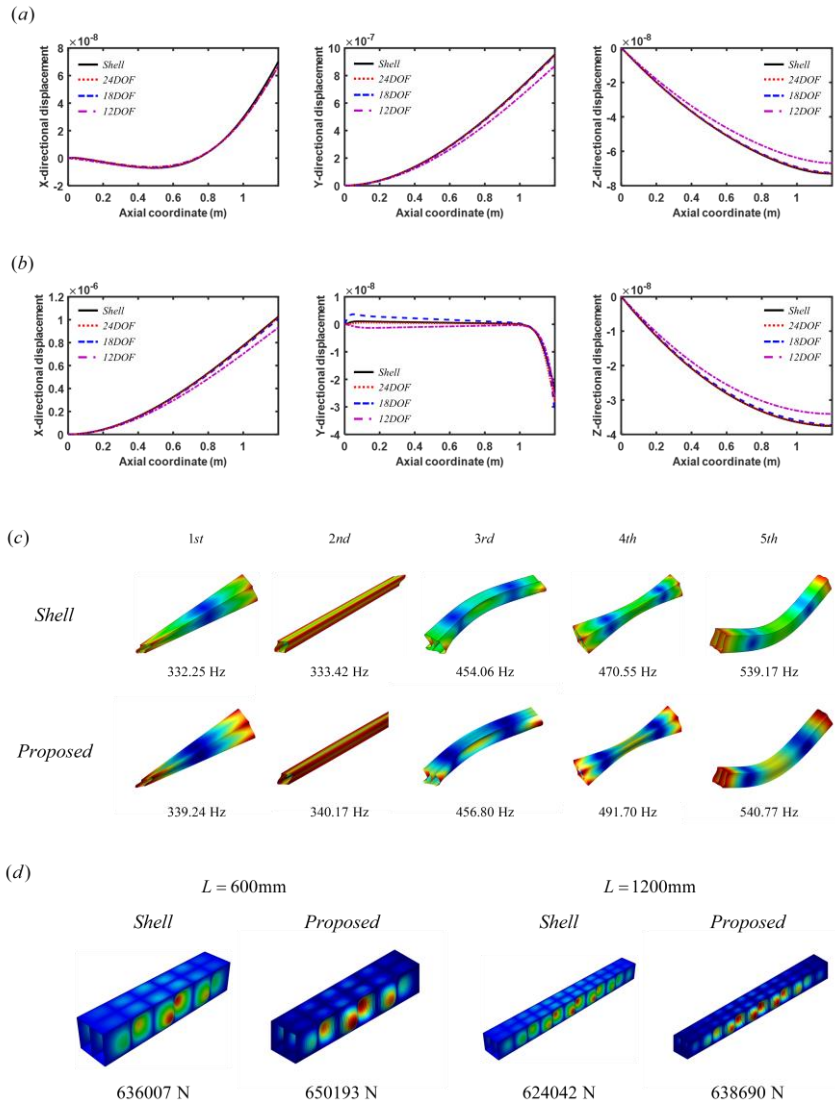 (a)
×10⁻⁸
X-directional displacement
8
6
4
2
0
-2
Shell
24DOF
18DOF
12DOF
0 0.2 0.4 0.6 0.8 1
Axial coordinate (m)
×10⁻⁷
Y-directional displacement
10
8
6
4
2
0
Shell
24DOF
18DOF
12DOF
0 0.2 0.4 0.6 0.8 1
Axial coordinate (m)
×10⁻⁸
Z-directional displacement
0
-2
-4
-6
-8
Shell
24DOF
18DOF
12DOF
0 0.2 0.4 0.6 0.8 1
Axial coordinate (m)
(b)
×10⁻⁶
X-directional displacement
1.2
1
0.8
0.6
0.4
0.2
0
Shell
24DOF
18DOF
12DOF
0 0.2 0.4 0.6 0.8 1
Axial coordinate (m)
×10⁻⁸
Y-directional displacement
1
0
-1
-2
-3
-4
Shell
24DOF
18DOF
12DOF
0 0.2 0.4 0.6 0.8 1
Axial coordinate (m)
×10⁻⁸
Z-directional displacement
0
-1
-2
-3
-4
Shell
24DOF
18DOF
12DOF
0 0.2 0.4 0.6 0.8 1
Axial coordinate (m)
(c)
1st 2nd 3rd 4th 5th
Shell
332.25 Hz 333.42 Hz 454.06 Hz 470.55 Hz 539.17 Hz
Proposed
339.24 Hz 340.17 Hz 456.80 Hz 491.70 Hz 540.77 Hz
(d)
L = 600mm L = 1200mm
Shell Proposed Shell Proposed
636007 N 650193 N 624042 N 638690 N